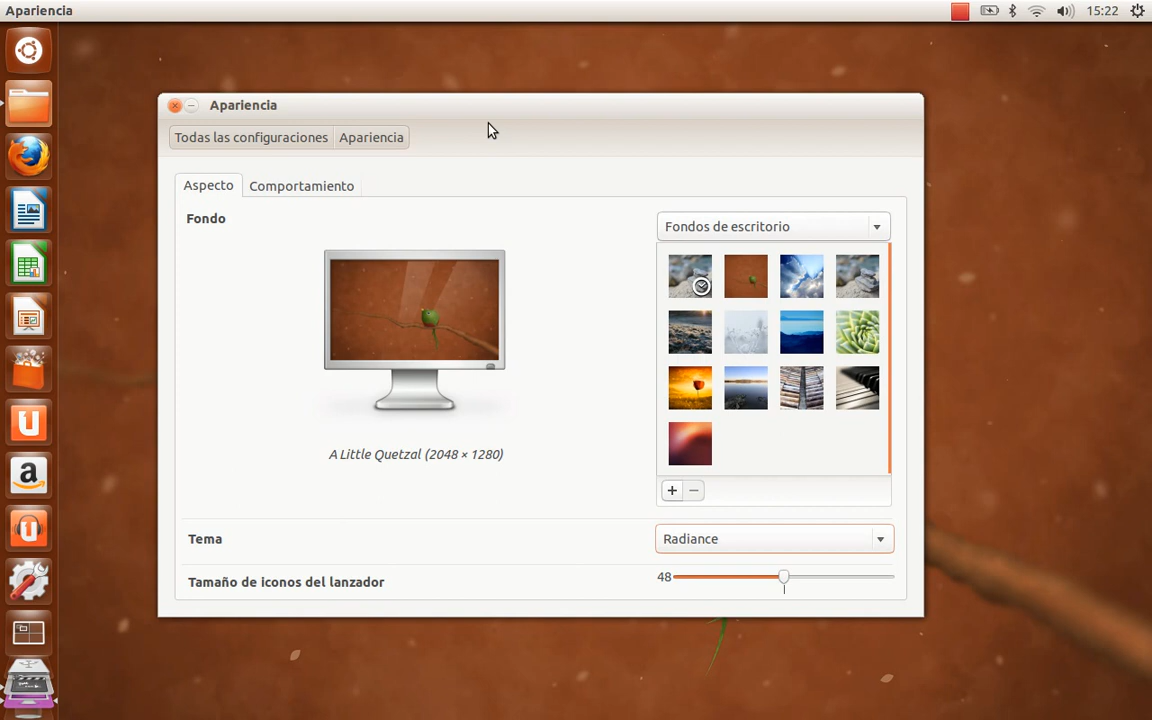 Apariencia
15:22
Apariencia
Todas las configuraciones
Apariencia
Aspecto
Comportamiento
Fondo
Fondos de escritorio
A Little Quetzal (2048 × 1280)
Tema
Radiance
Tamaño de iconos del lanzador
48